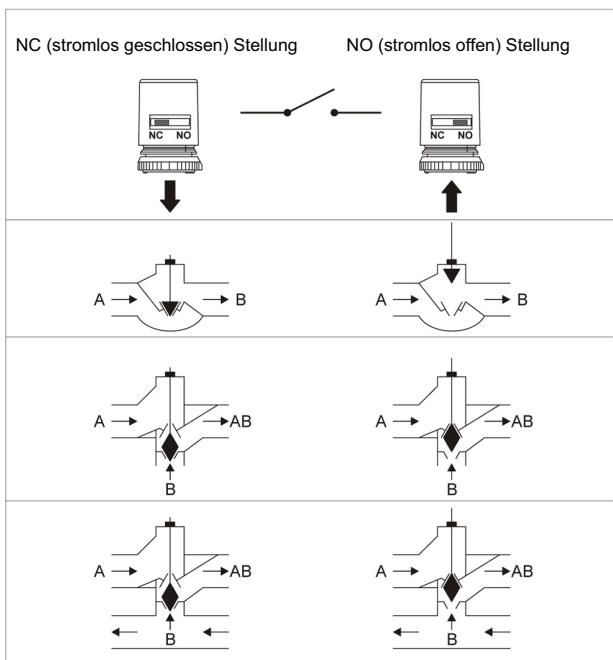 NC (stromlos geschlossen) Stellung NO (stromlos offen) Stellung
NC NO NC NO
A B A B
A AB A AB
B B
A AB A AB
B B